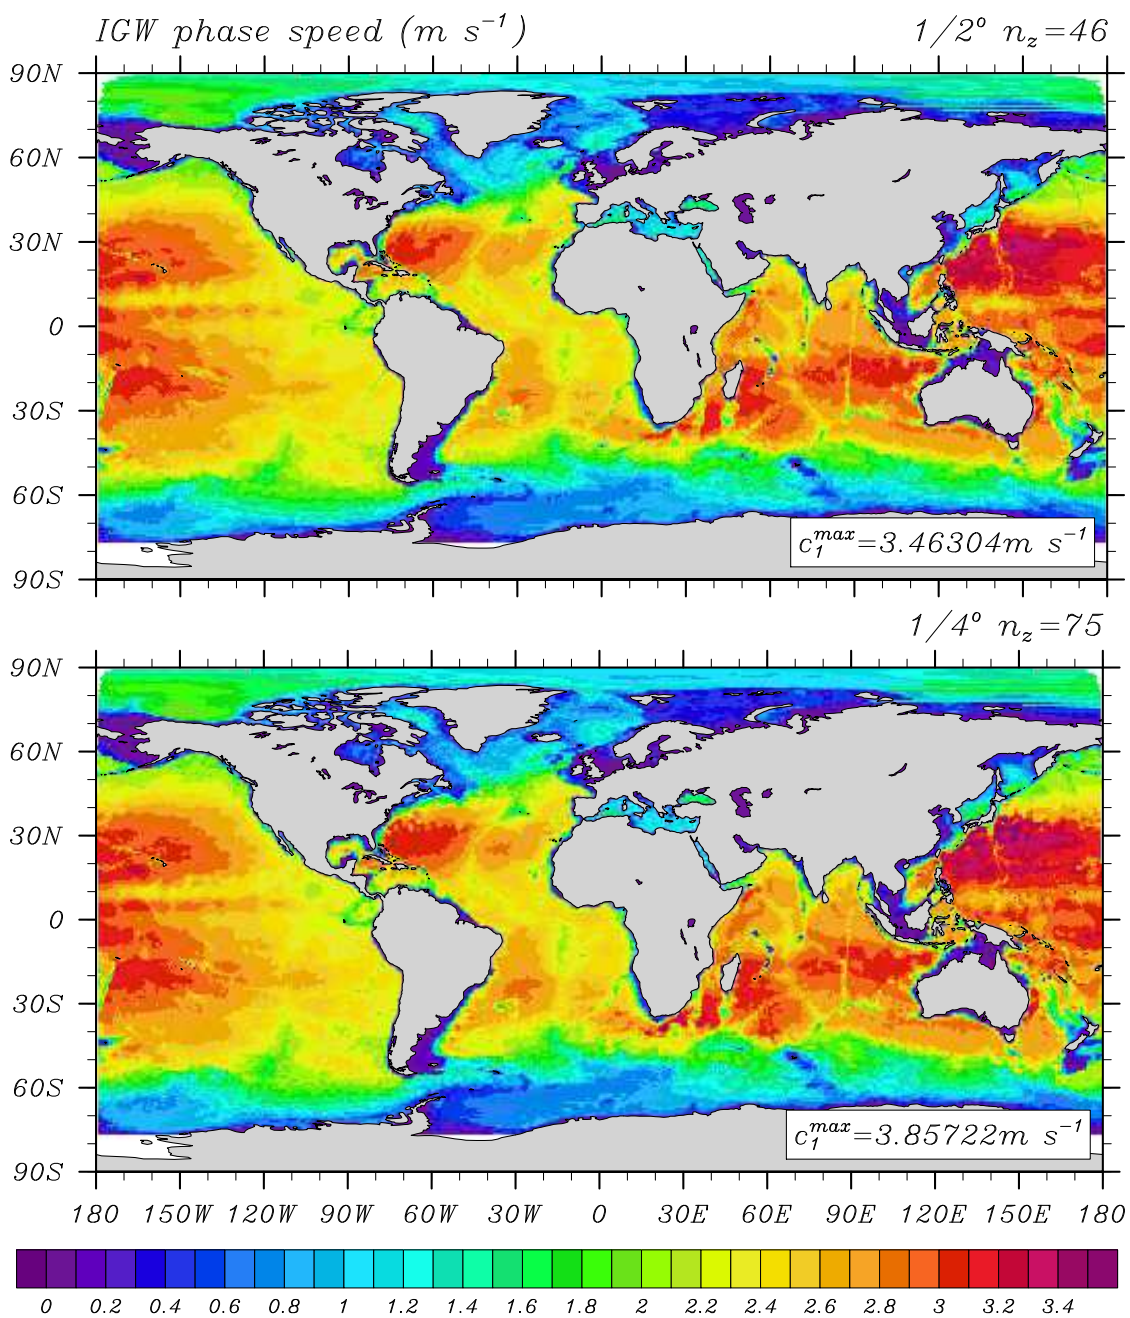 IGW phase speed (m s⁻¹) 1/2° n_z=46
90N
60N
30N
0
30S
60S
90S
c₁^max=3.46304m s⁻¹
1/4° n_z=75
90N
60N
30N
0
30S
60S
90S
c₁^max=3.85722m s⁻¹
180 150W 120W 90W 60W 30W 0 30E 60E 90E 120E 150E 180
0 0.2 0.4 0.6 0.8 1 1.2 1.4 1.6 1.8 2 2.2 2.4 2.6 2.8 3 3.2 3.4